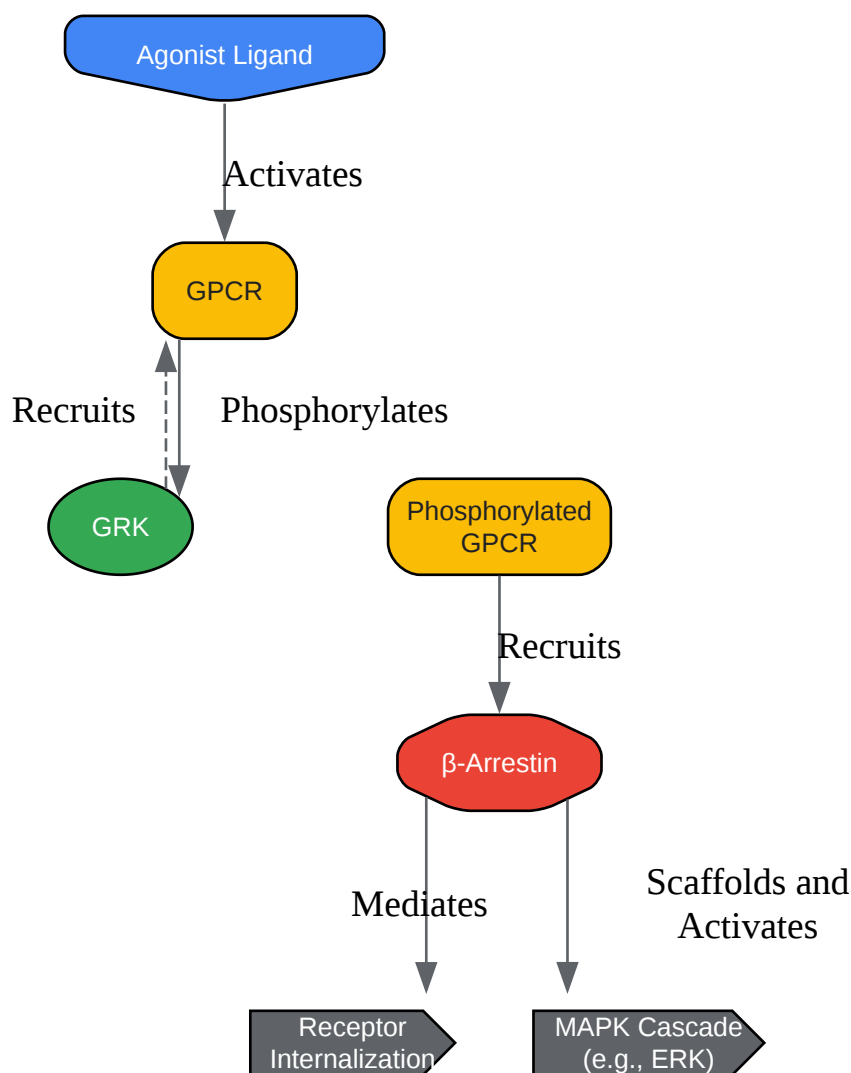 Agonist Ligand
Activates
GPCR
Recruits
Phosphorylates
GRK
Phosphorylated
GPCR
Recruits
β-Arrestin
Mediates
Scaffolds and
Activates
Receptor
Internalization
MAPK Cascade
(e.g., ERK)